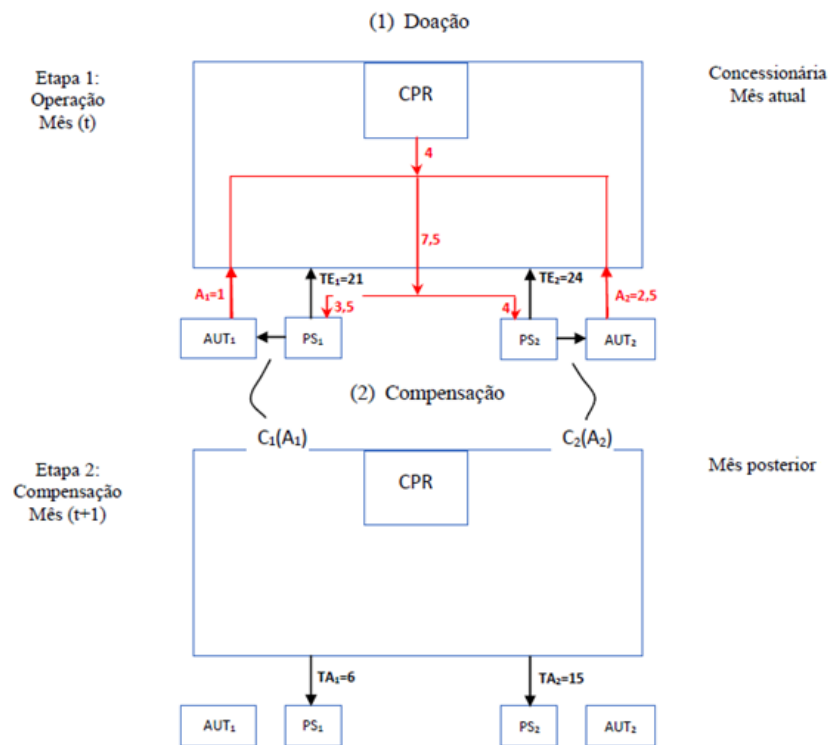 (1) Doação
Etapa 1:
Operação
Mês (t)
Concessionária
Mês atual
CPR
4
7,5
A₁=1
TE₁=21
TE₂=24
A₂=2,5
3,5
4
AUT₁
PS₁
PS₂
AUT₂
(2) Compensação
C₁(A₁)
C₂(A₂)
Etapa 2:
Compensação
Mês (t+1)
Mês posterior
CPR
TA₁=6
TA₂=15
AUT₁
PS₁
PS₂
AUT₂